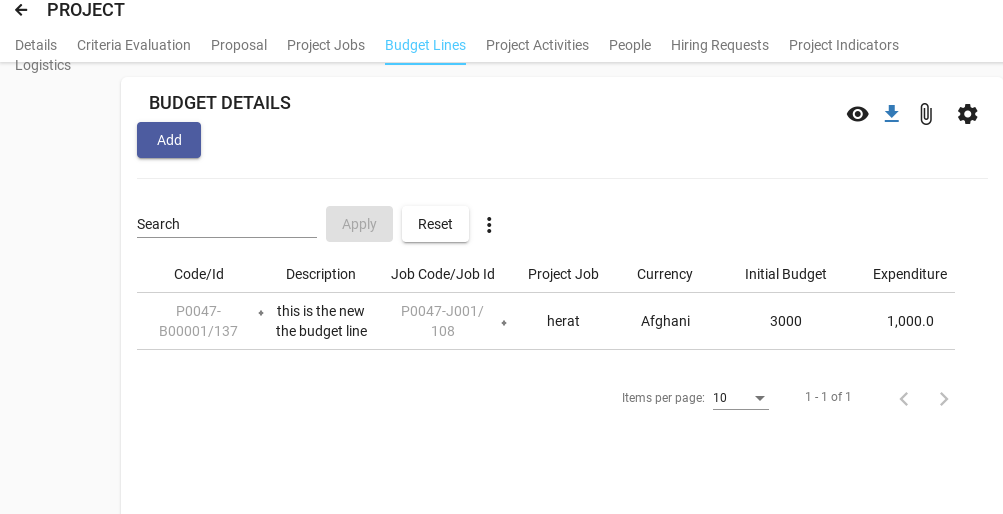 PROJECT
Details Criteria Evaluation Proposal Project Jobs Budget Lines Project Activities People Hiring Requests Project Indicators
Logistics
BUDGET DETAILS
Add
Search Apply Reset
Code/Id Description Job Code/Job Id Project Job Currency Initial Budget Expenditure
P0047- this is the new P0047-J001/
herat Afghani 3000 1,000.0
B00001/137 the budget line 108
Items per page: 10 1 - 1 of 1